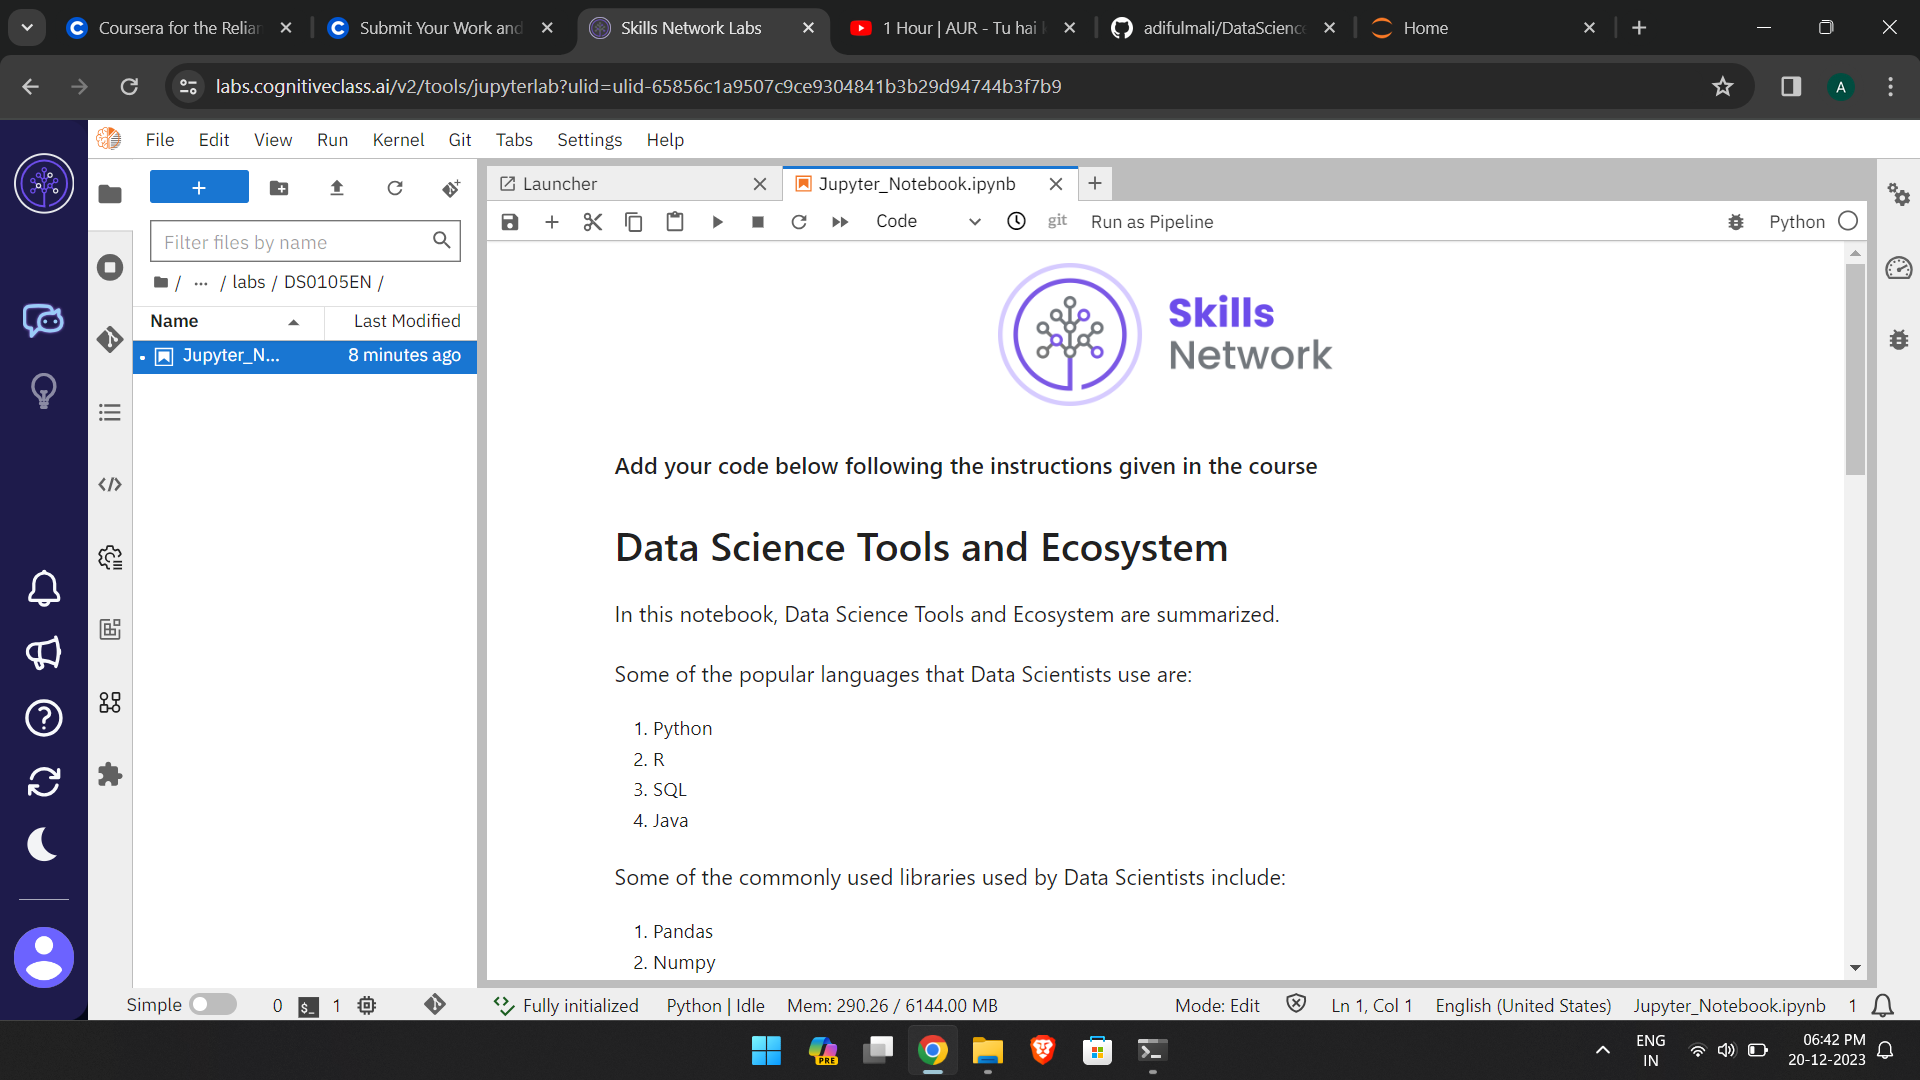 Coursera for the Relian
Submit Your Work and
Skills Network Labs
1 Hour | AUR - Tu hai k
adifulmali/DataScience
Home
labs.cognitiveclass.ai/v2/tools/jupyterlab?ulid=ulid-65856c1a9507c9ce9304841b3b29d94744b3f7b9
A
File Edit View Run Kernel Git Tabs Settings Help
Launcher
Jupyter_Notebook.ipynb
Code
git
Run as Pipeline
Python
Filter files by name
/ ... / labs / DS0105EN /
Name
Last Modified
Jupyter_N...
8 minutes ago
Skills
Network
Add your code below following the instructions given in the course
Data Science Tools and Ecosystem
In this notebook, Data Science Tools and Ecosystem are summarized.
Some of the popular languages that Data Scientists use are:
1. Python
2. R
3. SQL
4. Java
Some of the commonly used libraries used by Data Scientists include:
1. Pandas
2. Numpy
Simple
0
$_
1
Fully initialized
Python | Idle
Mem: 290.26 / 6144.00 MB
Mode: Edit
Ln 1, Col 1
English (United States)
Jupyter_Notebook.ipynb
1
PRE
ENG
IN
06:42 PM
20-12-2023